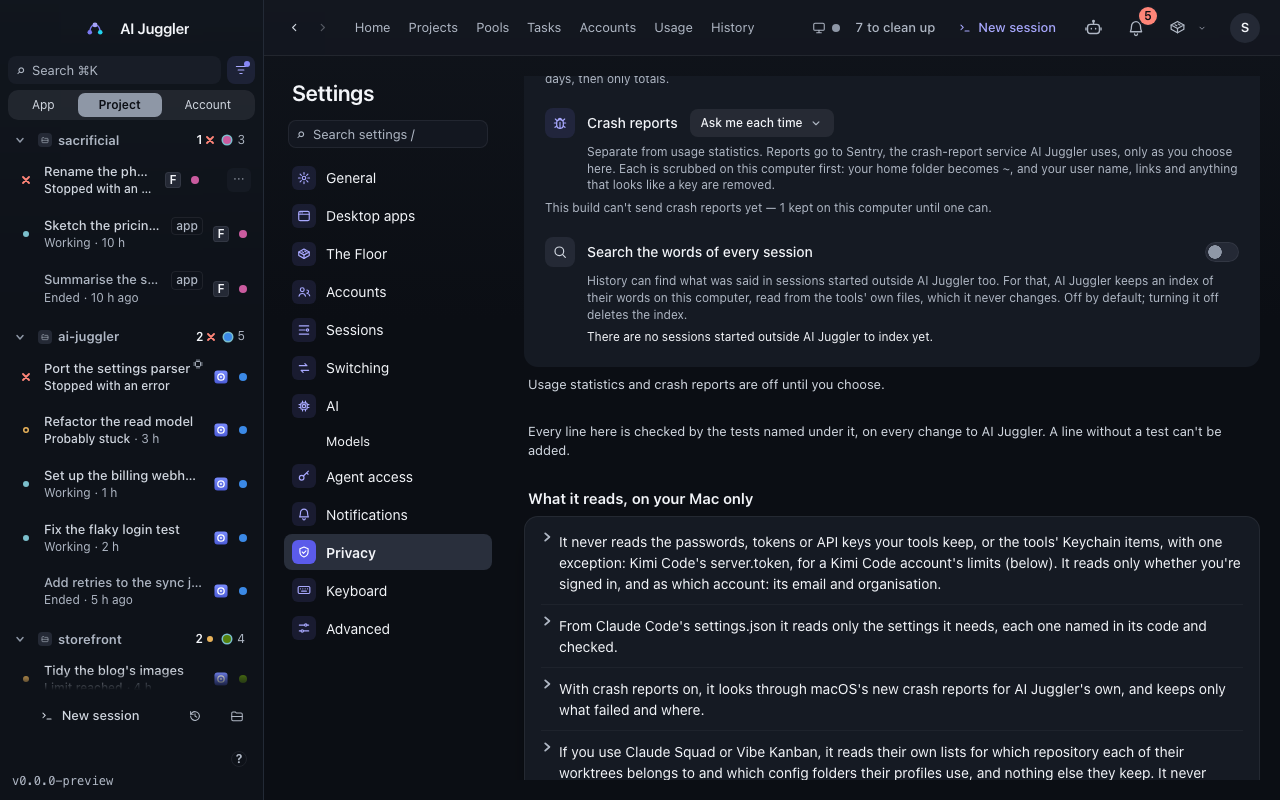 AI Juggler
Search ⌘K
App Project Account
sacrificial 1 3
Rename the ph... F
Stopped with an ...
Sketch the pricin... app F
Working · 10 h
Summarise the s... app F
Ended · 10 h ago
ai-juggler 2 5
Port the settings parser
Stopped with an error
Refactor the read model
Probably stuck · 3 h
Set up the billing webh...
Working · 1 h
Fix the flaky login test
Working · 2 h
Add retries to the sync j...
Ended · 5 h ago
storefront 2 4
Tidy the blog's images
Limit reached · 4 h
New session
?
v0.0.0-preview
Home Projects Pools Tasks Accounts Usage History 7 to clean up New session 5 S
Settings
Search settings /
General
Desktop apps
The Floor
Accounts
Sessions
Switching
AI
Models
Agent access
Notifications
Privacy
Keyboard
Advanced
days, then only totals.
Crash reports Ask me each time
Separate from usage statistics. Reports go to Sentry, the crash-report service AI Juggler uses, only as you choose
here. Each is scrubbed on this computer first: your home folder becomes ~, and your user name, links and anything
that looks like a key are removed.
This build can't send crash reports yet — 1 kept on this computer until one can.
Search the words of every session
History can find what was said in sessions started outside AI Juggler too. For that, AI Juggler keeps an index of
their words on this computer, read from the tools' own files, which it never changes. Off by default; turning it off
deletes the index.
There are no sessions started outside AI Juggler to index yet.
Usage statistics and crash reports are off until you choose.
Every line here is checked by the tests named under it, on every change to AI Juggler. A line without a test can't be
added.
What it reads, on your Mac only
It never reads the passwords, tokens or API keys your tools keep, or the tools' Keychain items, with one
exception: Kimi Code's server.token, for a Kimi Code account's limits (below). It reads only whether you're
signed in, and as which account: its email and organisation.
From Claude Code's settings.json it reads only the settings it needs, each one named in its code and
checked.
With crash reports on, it looks through macOS's new crash reports for AI Juggler's own, and keeps only
what failed and where.
If you use Claude Squad or Vibe Kanban, it reads their own lists for which repository each of their
worktrees belongs to and which config folders their profiles use, and nothing else they keep. It never